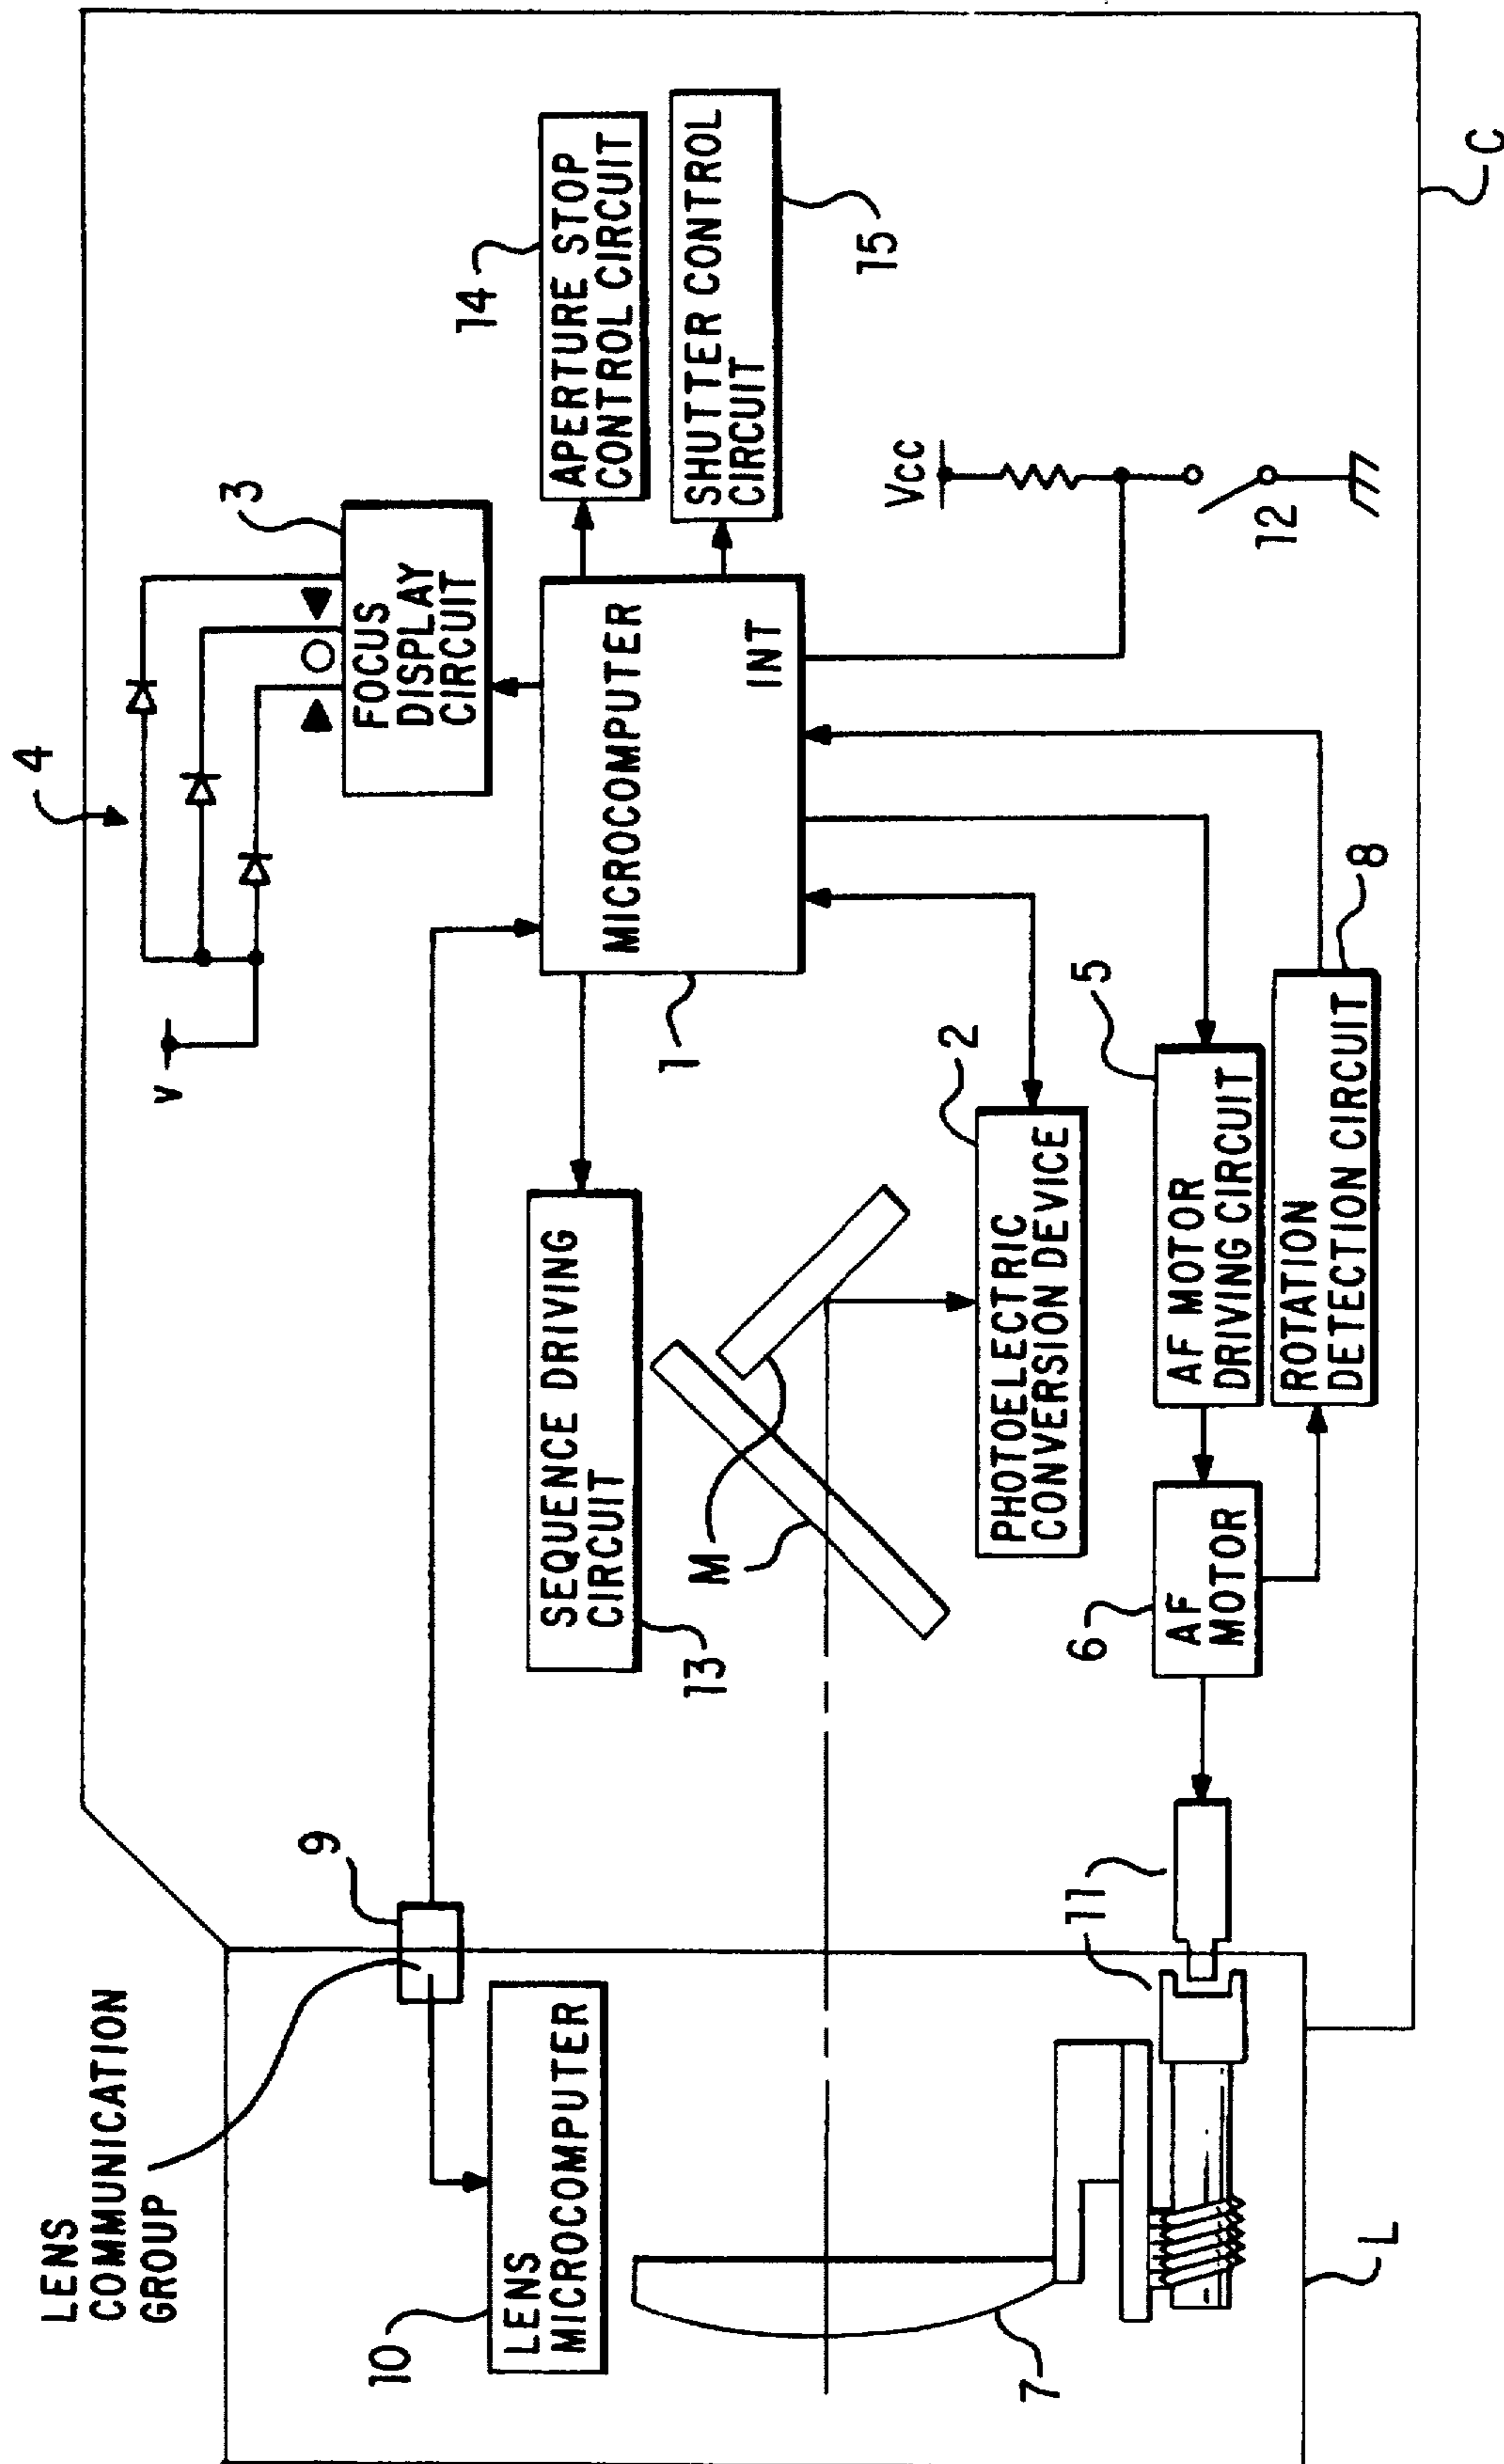 LENS
COMMUNICATION
GROUP
9
10
LENS
MICROCOMPUTER
7
L
11
V
4
3
FOCUS
DISPLAY
CIRCUIT
14
APERTURE STOP
CONTROL CIRCUIT
SHUTTER CONTROL
CIRCUIT
15
13
SEQUENCE DRIVING
CIRCUIT
M
1
MICROCOMPUTER
INT
Vcc
12
2
PHOTOELECTRIC
CONVERSION DEVICE
5
AF MOTOR
DRIVING CIRCUIT
6
AF
MOTOR
ROTATION
DETECTION CIRCUIT
8
C